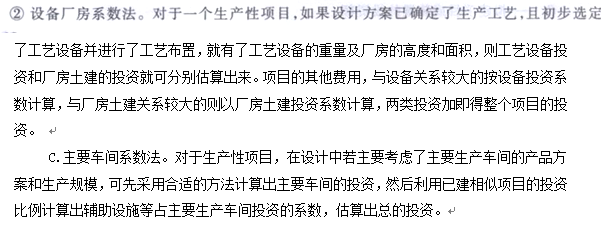 ② 设备厂房系数法。对于一个生产性项目，如果设计方案已确定了生产工艺，且初步选定
了工艺设备并进行了工艺布置，就有了工艺设备的重量及厂房的高度和面积，则工艺设备投
资和厂房土建的投资就可分别估算出来。项目的其他费用，与设备关系较大的按设备投资系
数计算，与厂房土建关系较大的则以厂房土建投资系数计算，两类投资加即得整个项目的投
资。
C.主要车间系数法。对于生产性项目，在设计中若主要考虑了主要生产车间的产品方
案和生产规模，可先采用合适的方法计算出主要车间的投资，然后利用已建相似项目的投资
比例计算出辅助设施等占主要生产车间投资的系数，估算出总的投资。